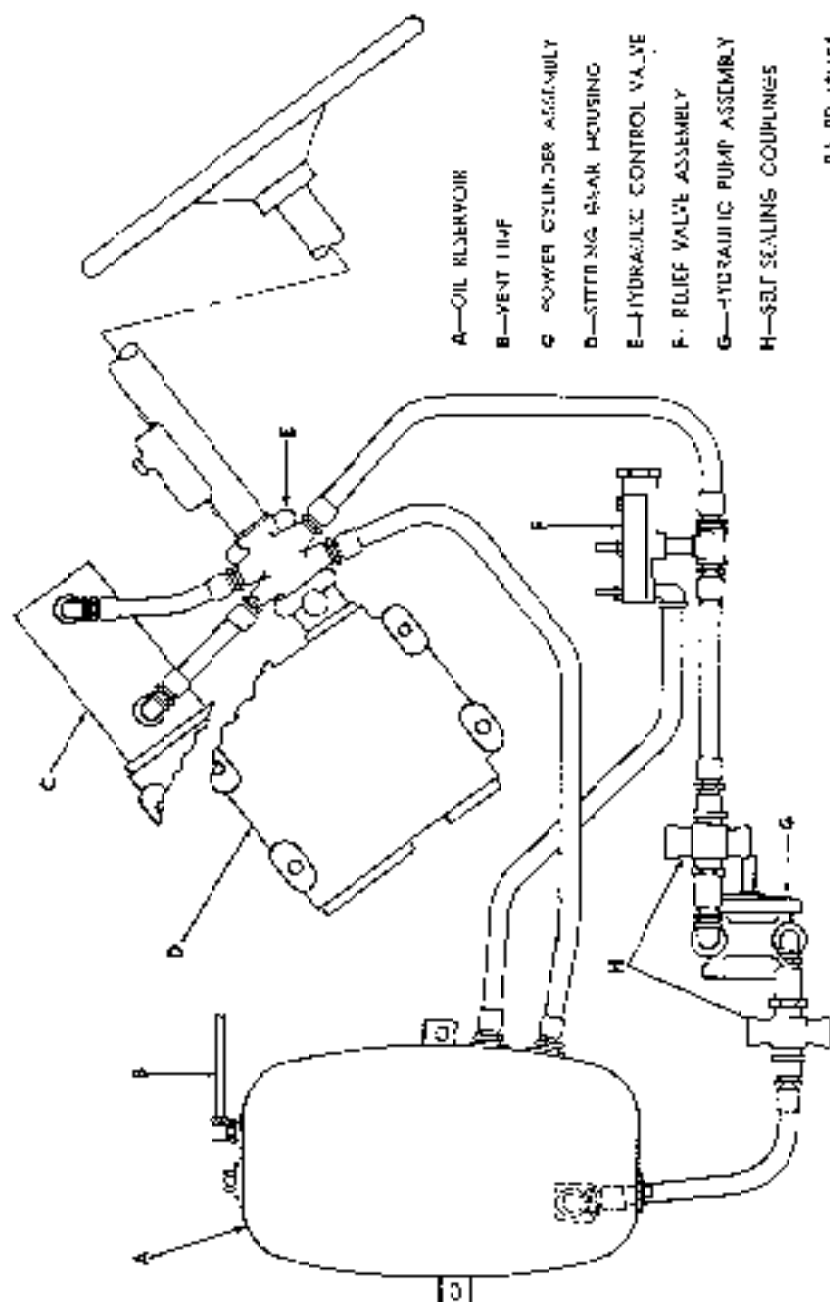 A—OIL RESERVOIR
B—VENT LINE
C POWER CYLINDER ASSEMBLY
D—STEERING GEAR HOUSING
E—HYDRAULIC CONTROL VALVE
F- RELIEF VALVE ASSEMBLY
G—HYDRAULIC PUMP ASSEMBLY
H—SELF SEALING COUPLINGS
A
B
C
D
E
F
G
H